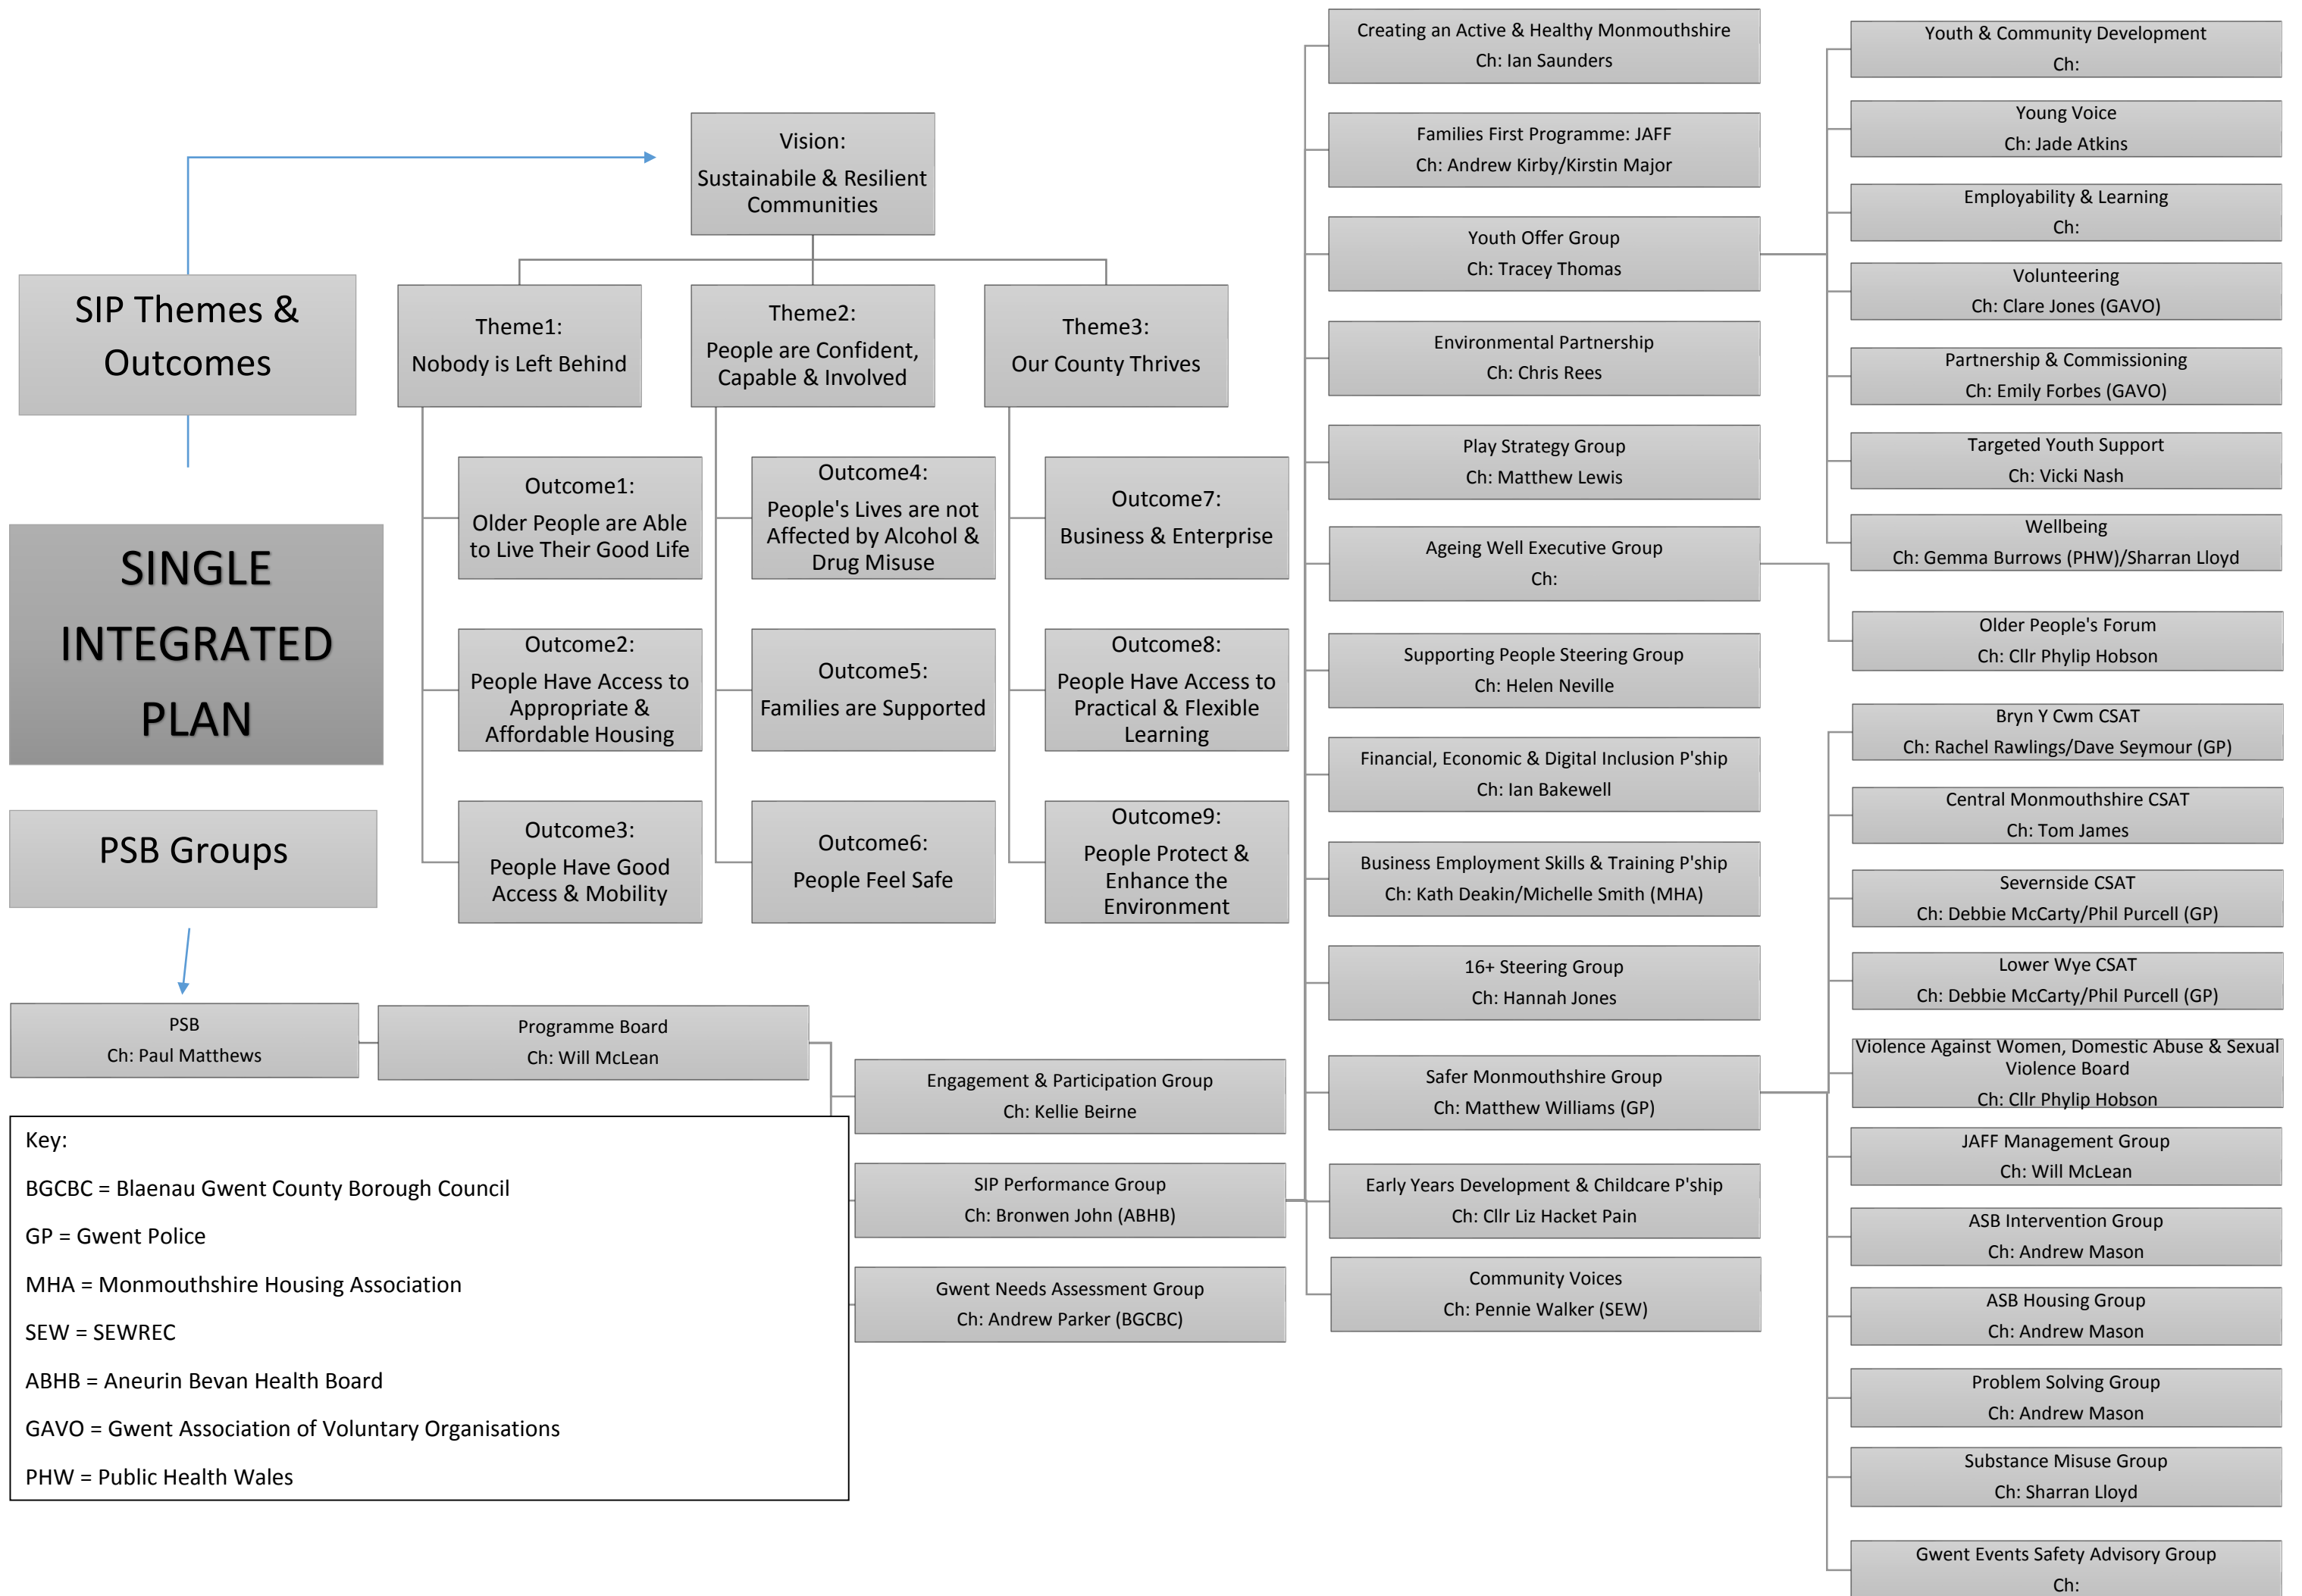 SIP Themes &
Outcomes
SINGLE
INTEGRATED
PLAN
PSB Groups
Vision:
Sustainabile & Resilient
Communities
Theme1:
Nobody is Left Behind
Outcome1:
Older People are Able
to Live Their Good Life
Outcome2:
People Have Access to
Appropriate &
Affordable Housing
Outcome3:
People Have Good
Access & Mobility
Theme2:
People are Confident,
Capable & Involved
Outcome4:
People's Lives are not
Affected by Alcohol &
Drug Misuse
Outcome5:
Families are Supported
Outcome6:
People Feel Safe
Theme3:
Our County Thrives
Outcome7:
Business & Enterprise
Outcome8:
People Have Access to
Practical & Flexible
Learning
Outcome9:
People Protect &
Enhance the
Environment
PSB
Ch: Paul Matthews
Programme Board
Ch: Will McLean
Engagement & Participation Group
Ch: Kellie Beirne
SIP Performance Group
Ch: Bronwen John (ABHB)
Gwent Needs Assessment Group
Ch: Andrew Parker (BGCBC)
Key:
BGCBC = Blaenau Gwent County Borough Council
GP = Gwent Police
MHA = Monmouthshire Housing Association
SEW = SEWREC
ABHB = Aneurin Bevan Health Board
GAVO = Gwent Association of Voluntary Organisations
PHW = Public Health Wales
Creating an Active & Healthy Monmouthshire
Ch: Ian Saunders
Families First Programme: JAFF
Ch: Andrew Kirby/Kirstin Major
Youth Offer Group
Ch: Tracey Thomas
Environmental Partnership
Ch: Chris Rees
Play Strategy Group
Ch: Matthew Lewis
Ageing Well Executive Group
Ch:
Supporting People Steering Group
Ch: Helen Neville
Financial, Economic & Digital Inclusion P'ship
Ch: Ian Bakewell
Business Employment Skills & Training P'ship
Ch: Kath Deakin/Michelle Smith (MHA)
16+ Steering Group
Ch: Hannah Jones
Safer Monmouthshire Group
Ch: Matthew Williams (GP)
Early Years Development & Childcare P'ship
Ch: Cllr Liz Hacket Pain
Community Voices
Ch: Pennie Walker (SEW)
Youth & Community Development
Ch:
Young Voice
Ch: Jade Atkins
Employability & Learning
Ch:
Volunteering
Ch: Clare Jones (GAVO)
Partnership & Commissioning
Ch: Emily Forbes (GAVO)
Targeted Youth Support
Ch: Vicki Nash
Wellbeing
Ch: Gemma Burrows (PHW)/Sharran Lloyd
Older People's Forum
Ch: Cllr Phylip Hobson
Bryn Y Cwm CSAT
Ch: Rachel Rawlings/Dave Seymour (GP)
Central Monmouthshire CSAT
Ch: Tom James
Severnside CSAT
Ch: Debbie McCarty/Phil Purcell (GP)
Lower Wye CSAT
Ch: Debbie McCarty/Phil Purcell (GP)
Violence Against Women, Domestic Abuse & Sexual
Violence Board
Ch: Cllr Phylip Hobson
JAFF Management Group
Ch: Will McLean
ASB Intervention Group
Ch: Andrew Mason
ASB Housing Group
Ch: Andrew Mason
Problem Solving Group
Ch: Andrew Mason
Substance Misuse Group
Ch: Sharran Lloyd
Gwent Events Safety Advisory Group
Ch: